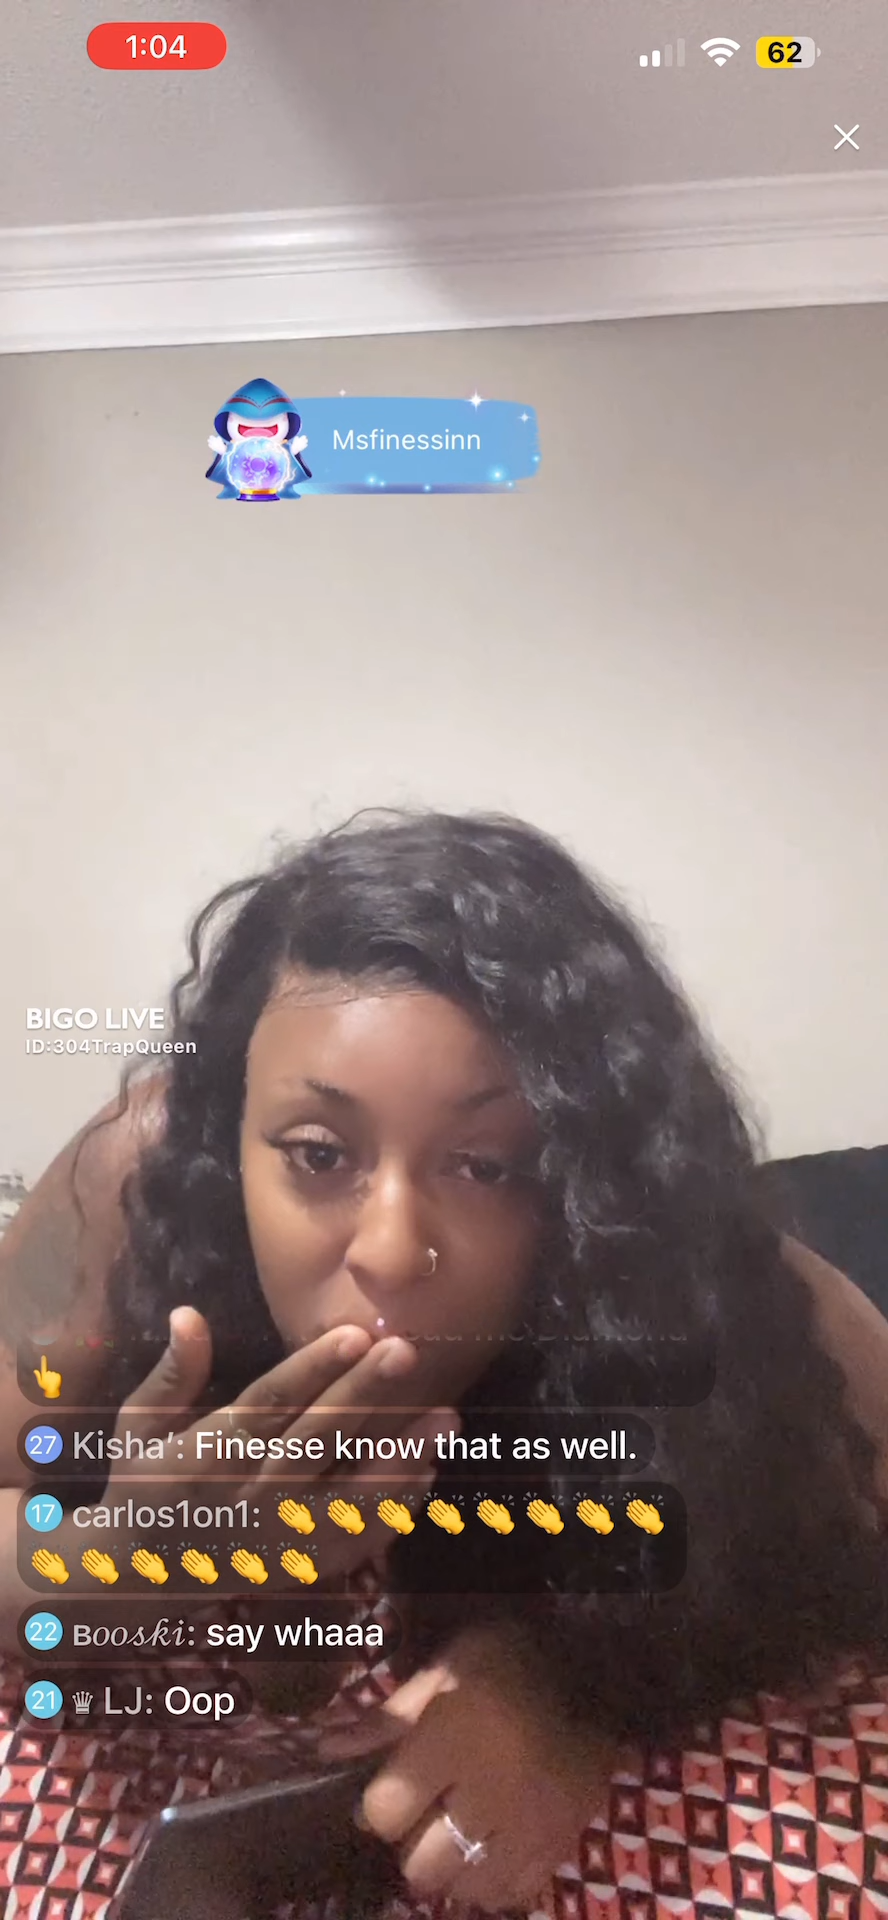 1:04
62
Msfinessinn
BIGO LIVE
ID:304TrapQueen
👆
27 Kisha’: Finesse know that as well.
17 carlos1on1: 👏👏👏👏👏👏👏👏
👏👏👏👏👏👏
22 ʙ𝑜𝑜𝓈𝓀𝒾: say whaaa
21 ♕ LJ: Oop